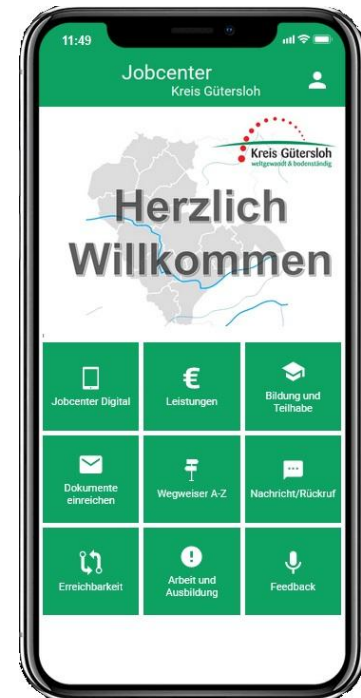 11:49
Jobcenter
Kreis Gütersloh
Kreis Gütersloh
weltgewandt & bodenständig
Herzlich
Willkommen
Jobcenter Digital
Leistungen
Bildung und
Teilhabe
Dokumente
einreichen
Wegweiser A-Z
Nachricht/Rückruf
Erreichbarkeit
Arbeit und
Ausbildung
Feedback